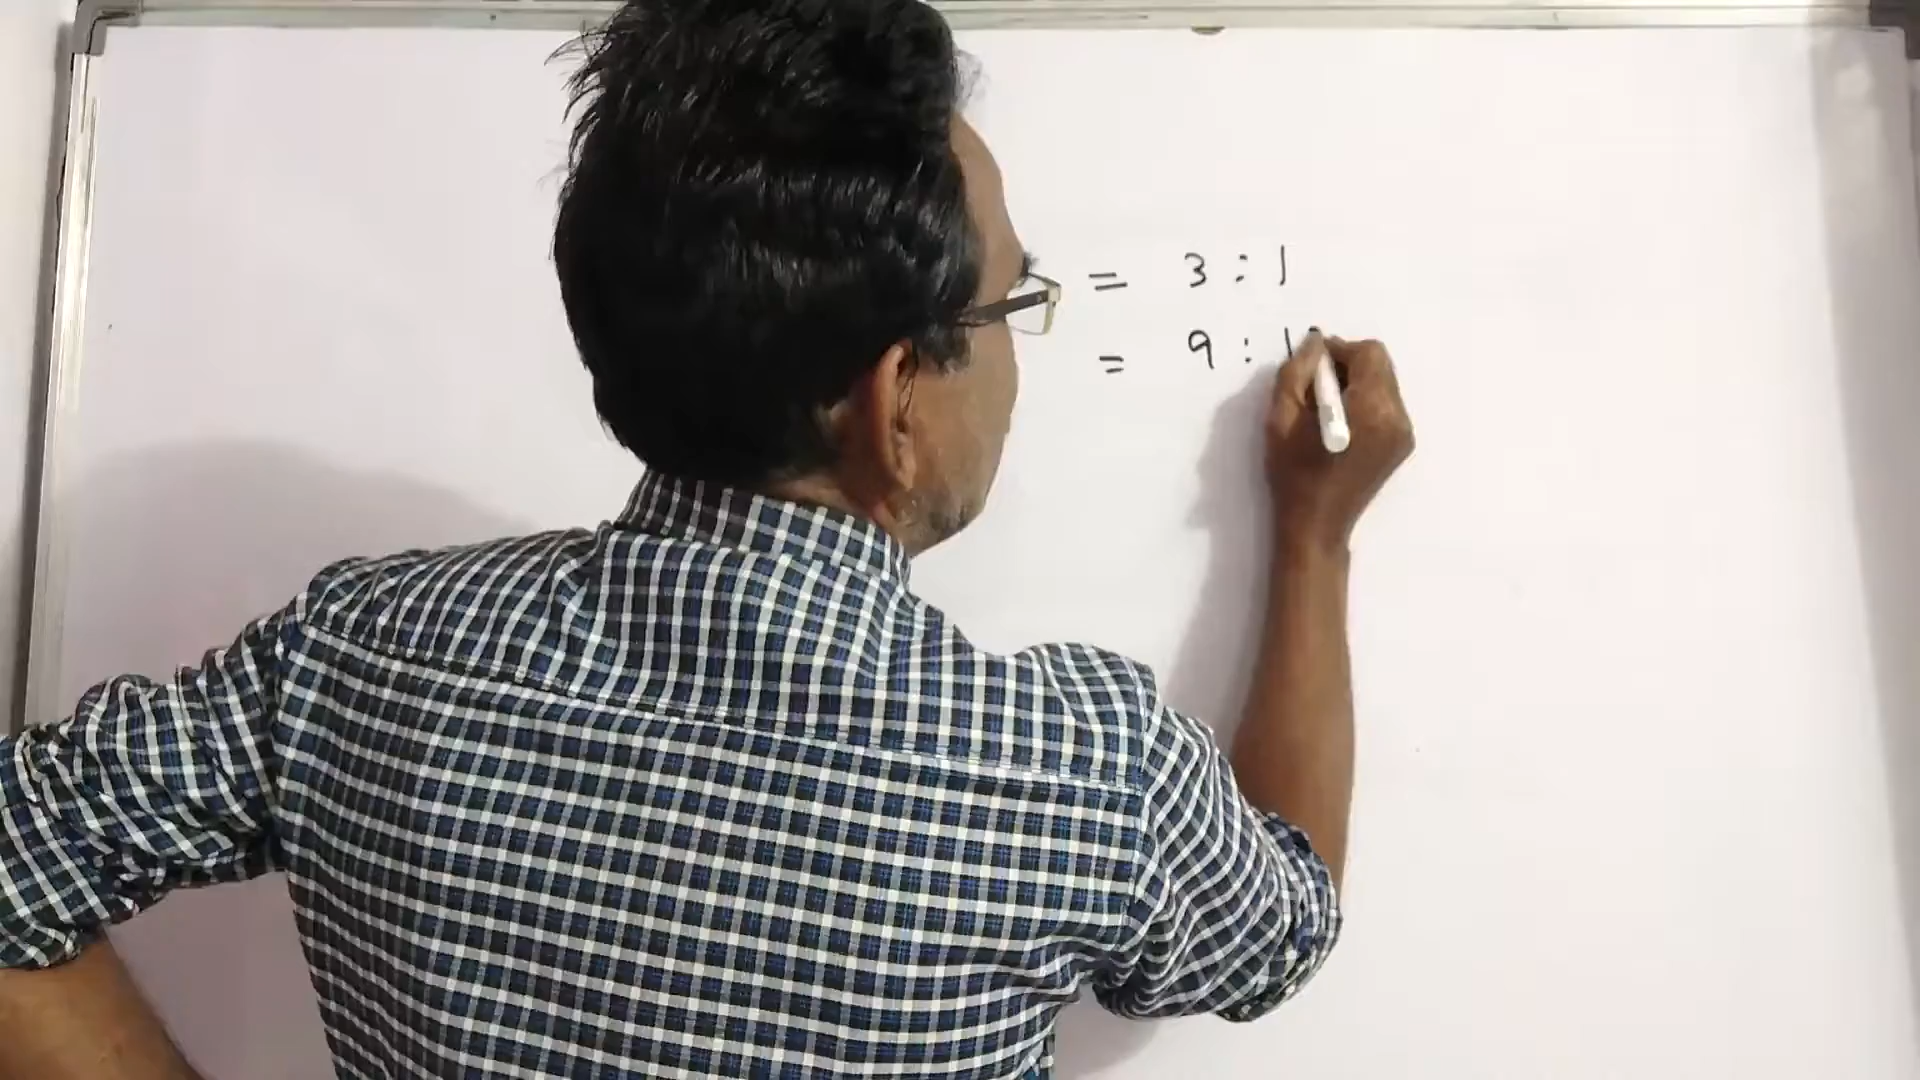 = 3 : 1
= 9 : 1